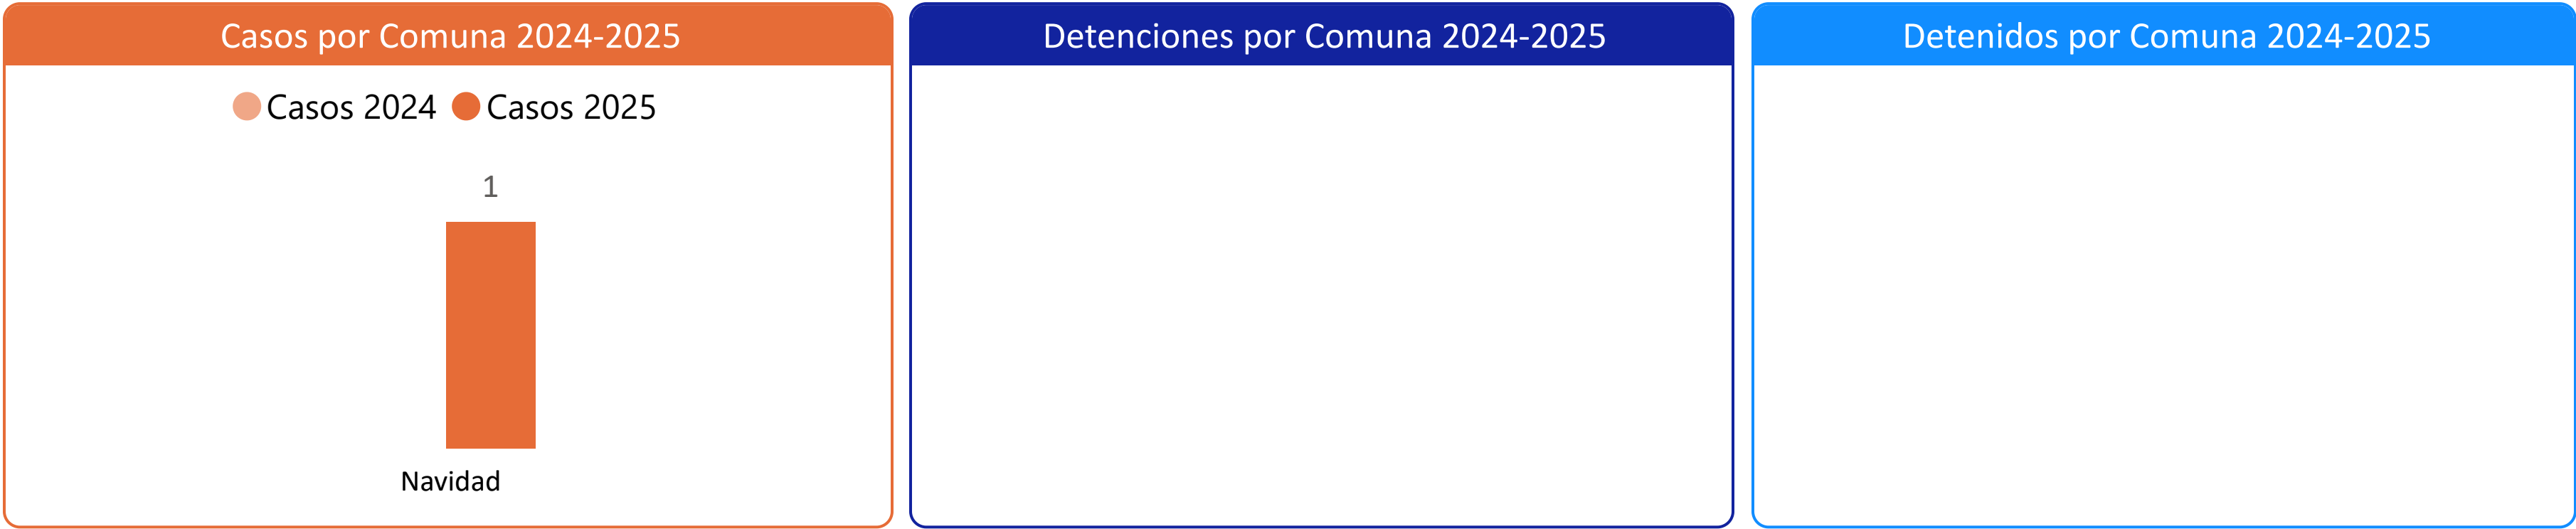 Casos por Comuna 2024-2025
Casos 2024 Casos 2025
1
Navidad
Detenciones por Comuna 2024-2025
Detenidos por Comuna 2024-2025